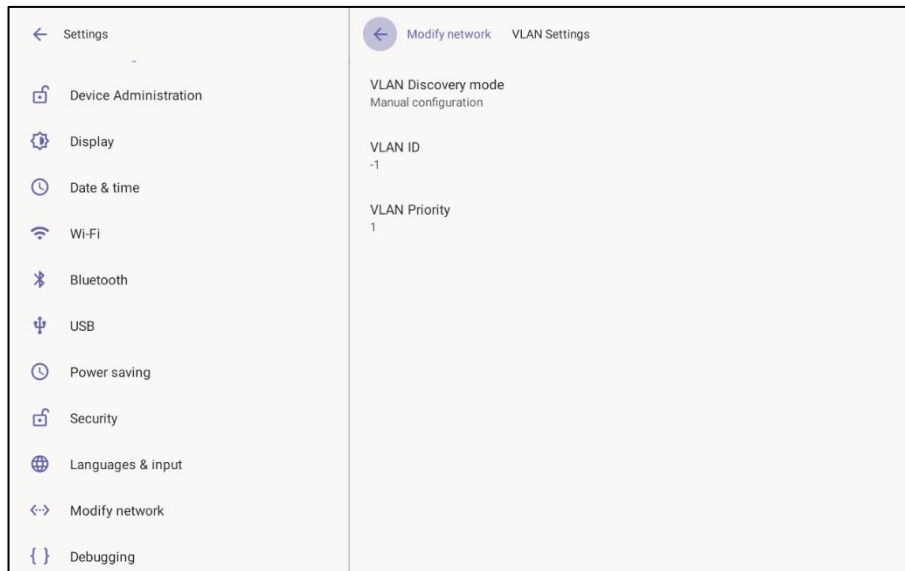 Settings
Device Administration
Display
Date & time
Wi-Fi
Bluetooth
USB
Power saving
Security
Languages & input
Modify network
Debugging
Modify network VLAN Settings
VLAN Discovery mode
Manual configuration
VLAN ID
-1
VLAN Priority
1